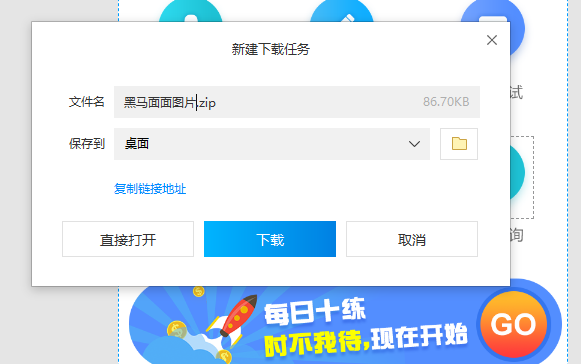 新建下载任务
文件名
黑马面面图片.zip
86.70KB
试
保存到
桌面
复制链接地址
直接打开
下载
取消
询
每日十练
时不我待,现在开始
GO